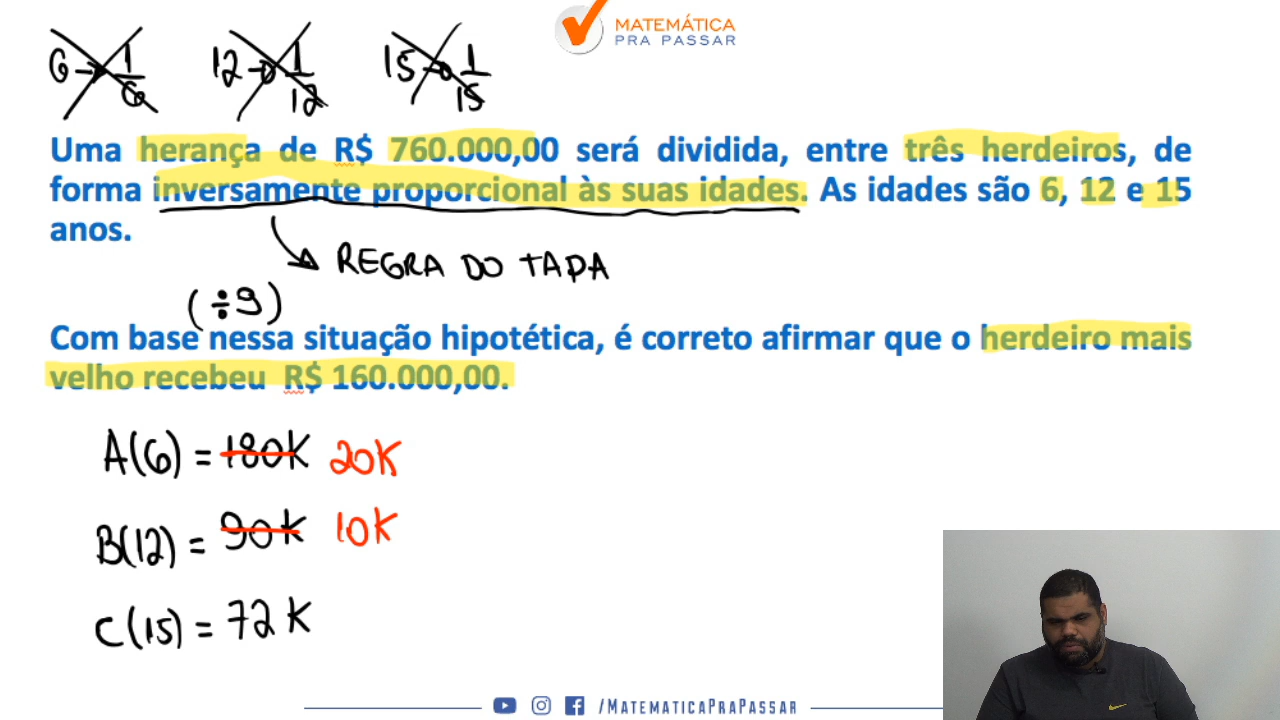 MATEMÁTICA
PRA PASSAR
6 → 1/6 12 → 1/12 15 → 1/15
Uma herança de R$ 760.000,00 será dividida, entre três herdeiros, de
forma inversamente proporcional às suas idades. As idades são 6, 12 e 15
anos.
REGRA DO TAPA
(÷9)
Com base nessa situação hipotética, é correto afirmar que o herdeiro mais
velho recebeu R$ 160.000,00.
A(6) = 180K 20K
B(12) = 90K 10K
C(15) = 72K
/MATEMATICAPRAPASSAR